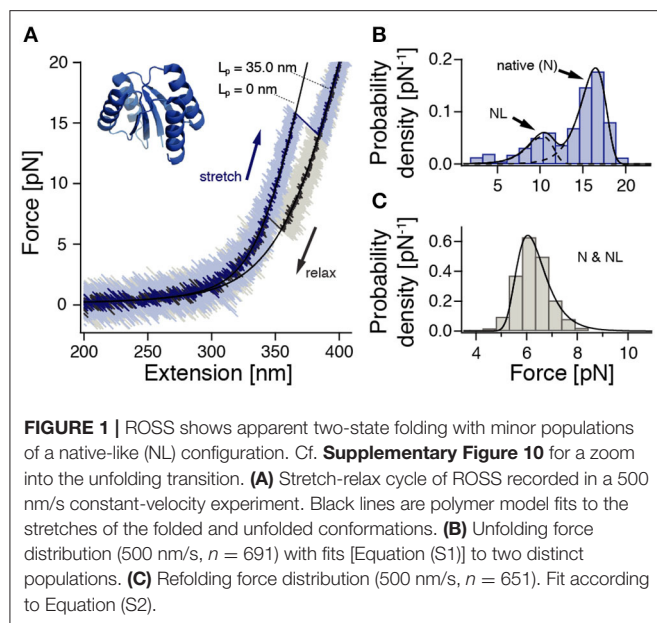 A
B
20
15
10
5
0
Force [pN]
Lp = 35.0 nm
Lp = 0 nm
stretch
relax
200
250
300
350
400
Extension [nm]
0.2
0.1
0.0
Probability
density [pN-1]
native (N)
NL
5
10
15
20
C
0.6
0.4
0.2
0.0
Probability
density [pN-1]
N & NL
4
6
8
10
Force [pN]
FIGURE 1 | ROSS shows apparent two-state folding with minor populations
of a native-like (NL) configuration. Cf. Supplementary Figure 10 for a zoom
into the unfolding transition. (A) Stretch-relax cycle of ROSS recorded in a 500
nm/s constant-velocity experiment. Black lines are polymer model fits to the
stretches of the folded and unfolded conformations. (B) Unfolding force
distribution (500 nm/s, n = 691) with fits [Equation (S1)] to two distinct
populations. (C) Refolding force distribution (500 nm/s, n = 651). Fit according
to Equation (S2).